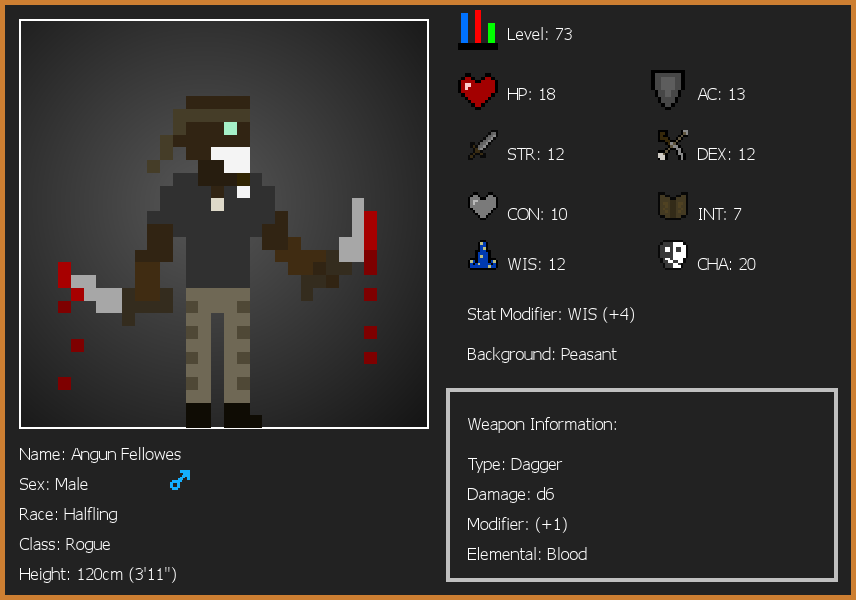 Level: 73
HP: 18
AC: 13
STR: 12
DEX: 12
CON: 10
INT: 7
WIS: 12
CHA: 20
Stat Modifier: WIS (+4)
Background: Peasant
Weapon Information:
Type: Dagger
Damage: d6
Modifier: (+1)
Elemental: Blood
Name: Angun Fellowes
Sex: Male
Race: Halfling
Class: Rogue
Height: 120cm (3'11")